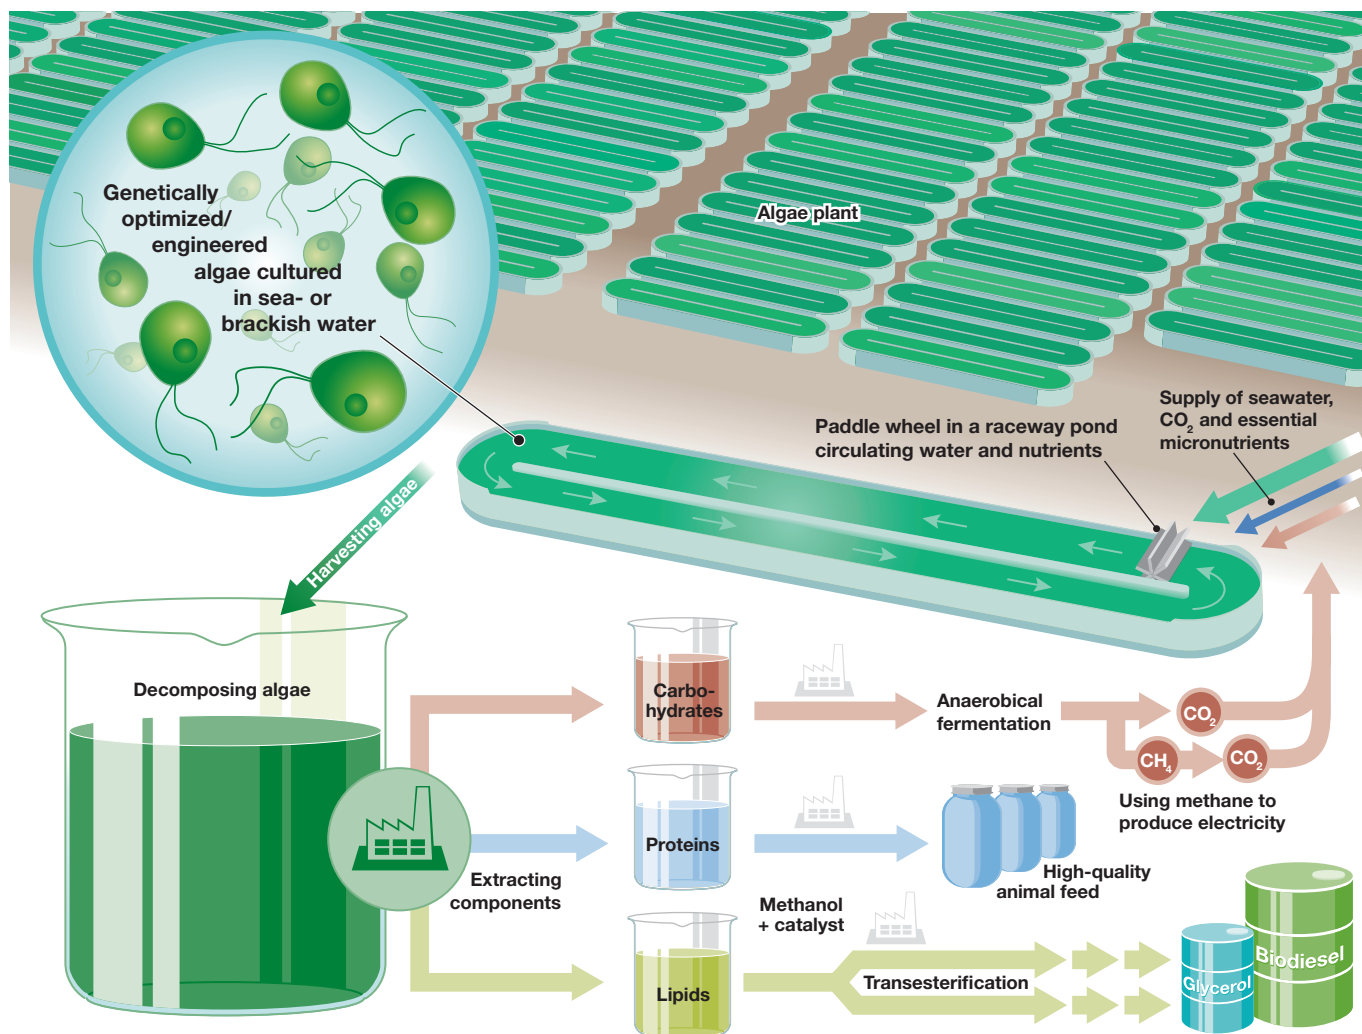 Genetically
optimized/
engineered
algae cultured
in sea- or
brackish water
Algae plant
Supply of seawater,
CO₂ and essential
micronutrients
Paddle wheel in a raceway pond
circulating water and nutrients
Harvesting algae
Decomposing algae
Extracting
components
Carbo-
hydrates
Anaerobical
fermentation
CO₂
CH₄
CO₂
Using methane to
produce electricity
Proteins
High-quality
animal feed
Lipids
Methanol
+ catalyst
Transesterification
Glycerol
Biodiesel